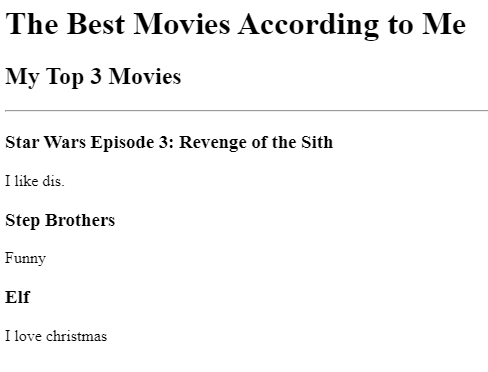 The Best Movies According to Me
My Top 3 Movies
Star Wars Episode 3: Revenge of the Sith
I like dis.
Step Brothers
Funny
Elf
I love christmas